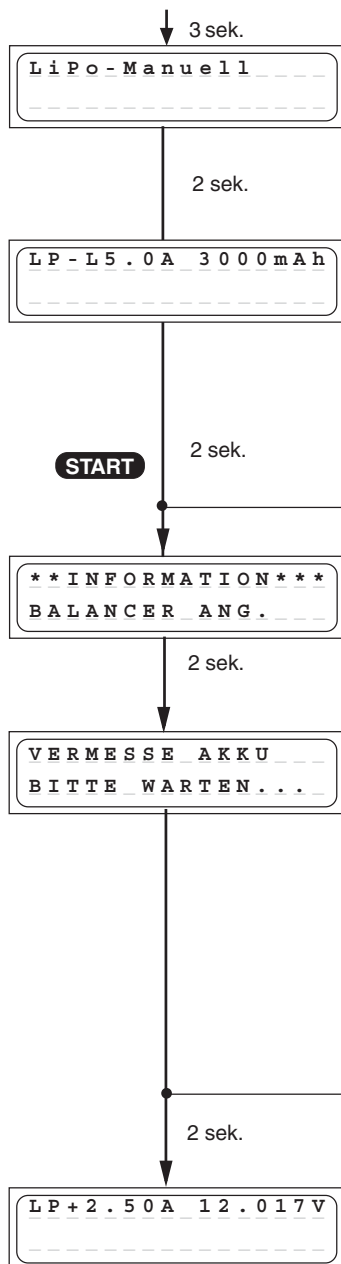 3 sek.
LiPo-Manuell
2 sek.
LP-L5.0A 3000mAh
2 sek.
START
**INFORMATION***
BALANCER ANG.
2 sek.
VERMESSE AKKU
BITTE WARTEN...
2 sek.
LP+2.50A 12.017V